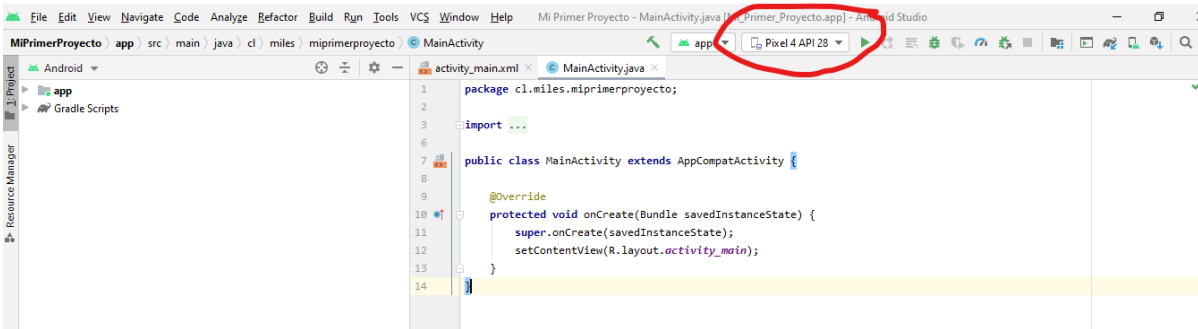 File Edit View Navigate Code Analyze Refactor Build Run Tools VCS Window Help Mi Primer Proyecto - MainActivity.java [Mi_Primer_Proyecto.app] - Android Studio
MiPrimerProyecto app src main java cl miles miprimerproyecto MainActivity app Pixel 4 API 28
1: Project
Resource Manager
Android
app
Gradle Scripts
activity_main.xml MainActivity.java
1 package cl.miles.miprimerproyecto;
2
3 import ...
6
7 public class MainActivity extends AppCompatActivity {
8
9 @Override
10 protected void onCreate(Bundle savedInstanceState) {
11 super.onCreate(savedInstanceState);
12 setContentView(R.layout.activity_main);
13 }
14 }